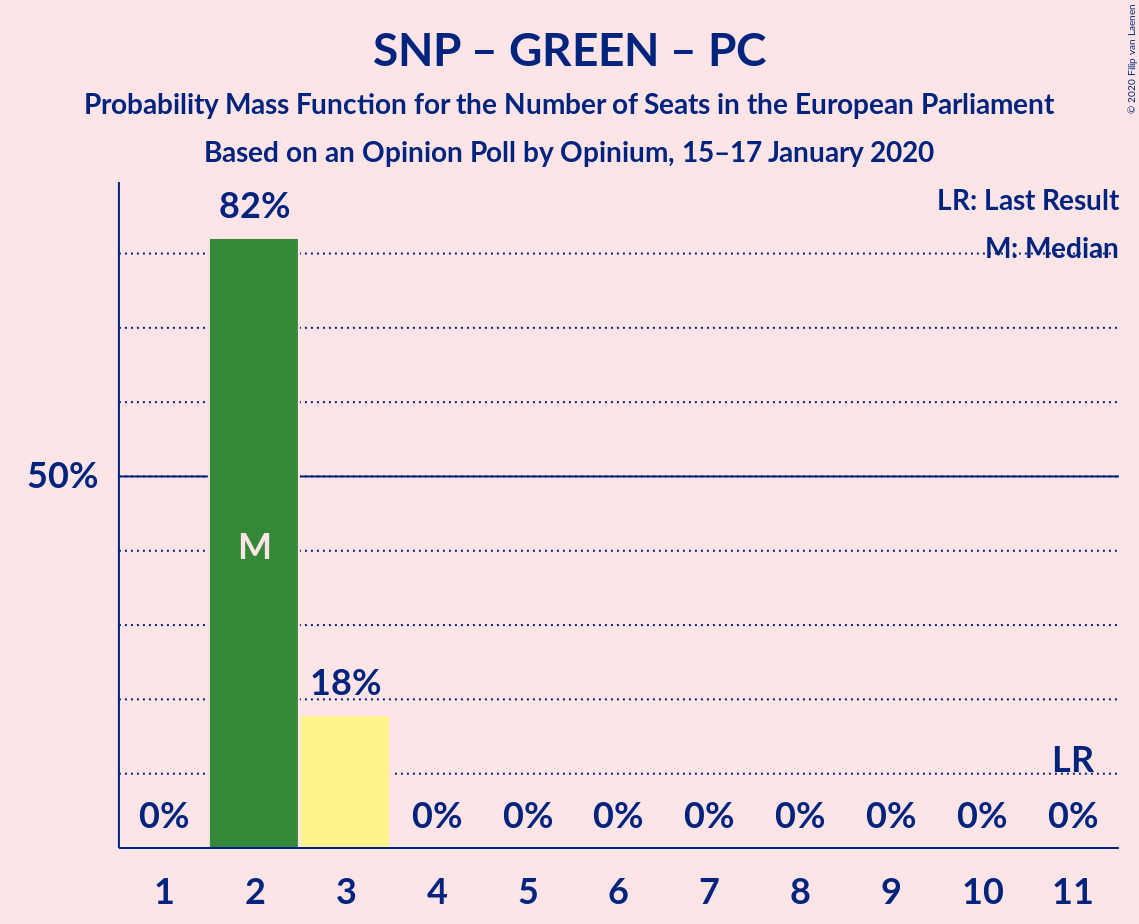 SNP – GREEN – PC
Probability Mass Function for the Number of Seats in the European Parliament
Based on an Opinion Poll by Opinium, 15–17 January 2020
© 2020 Filip van Laenen
LR: Last Result
M: Median
82%
50%
M
18%
LR
0% 0% 0% 0% 0% 0% 0% 0% 0%
1 2 3 4 5 6 7 8 9 10 11